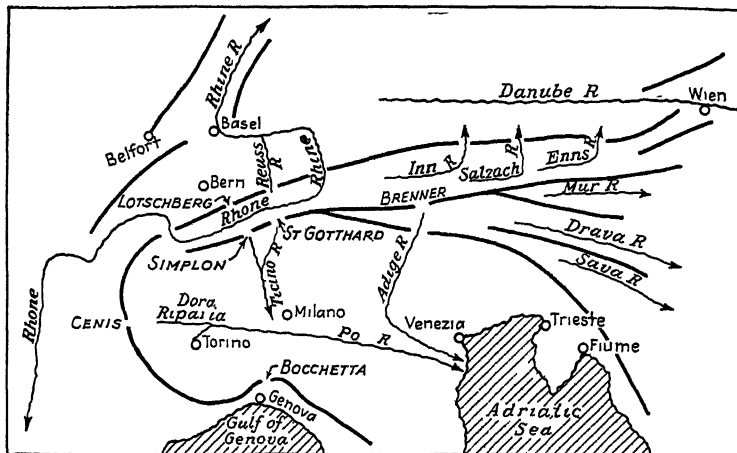 Rhine R
Danube R
Wien
Basel
Belfort
Reuss
R
Rhine
Inn R
Salzach R
Enns R
Bern
LOTSCHBERG
Rhone
BRENNER
Mur R
ST GOTTHARD
SIMPLON
Drava R
Sava R
Ticino R
Adige R
Rhone
CENIS
Dora
Riparia
Milano
Po R
Torino
Venezia
Trieste
Fiume
BOCCHETTA
Genova
Gulf of
Genova
Adriatic
Sea